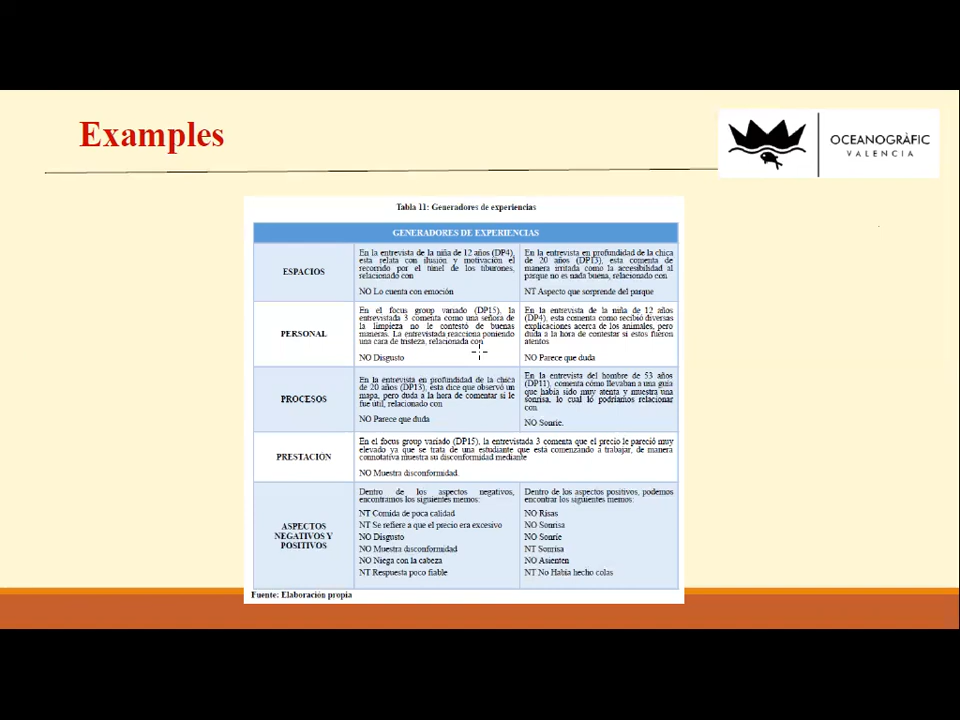 Examples
OCEANOGRÀFIC
VALENCIA
Tabla 11: Generadores de experiencias
GENERADORES DE EXPERIENCIAS
ESPACIOS
En la entrevista de la niña de 12 años (DP4),
esta relata con ilusión y motivación el
recorrido por el túnel de los tiburones,
relacionado con
NO Lo cuenta con emoción
En la entrevista en profundidad de la chica
de 20 años (DP13), esta comenta de
manera irritada como la accesibilidad al
parque no es nada buena, relacionado con
NT Aspecto que sorprende del parque
PERSONAL
En el focus group variado (DP15), la
entrevistada 3 comenta como una señora de
la limpieza no le contestó de buenas
maneras. La entrevistada reacciona poniendo
una cara de tristeza, relacionada con
NO Disgusto
En la entrevista de la niña de 12 años
(DP4), esta comenta como recibió diversas
explicaciones acerca de los animales, pero
duda a la hora de comentar si estos fueron
atentos
NO Parece que duda
PROCESOS
En la entrevista en profundidad de la chica
de 20 años (DP13), esta dice que observó un
mapa, pero duda a la hora de comentar si le
fue útil, relacionado con
NO Parece que duda
En la entrevista del hombre de 53 años
(DP11), comenta cómo llevaban a una guía
que había sido muy atenta y muestra una
sonrisa, lo cual lo podríamos relacionar
con
NO Sonríe.
PRESTACIÓN
En el focus group variado (DP15), la entrevistada 3 comenta que el precio le pareció muy
elevado ya que se trata de una estudiante que está comenzando a trabajar, de manera
connotativa muestra su disconformidad mediante
NO Muestra disconformidad.
ASPECTOS
NEGATIVOS Y
POSITIVOS
Dentro de los aspectos negativos,
encontramos los siguientes memos:
NT Comida de poca calidad
NT Se refiere a que el precio era excesivo
NO Disgusto
NO Muestra disconformidad
NO Niega con la cabeza
NT Respuesta poco fiable
Dentro de los aspectos positivos, podemos
encontrar los siguientes memos:
NO Risas
NO Sonrisa
NO Sonríe
NT Sonrisa
NO Asienten
NT No Había hecho colas
Fuente: Elaboración propia